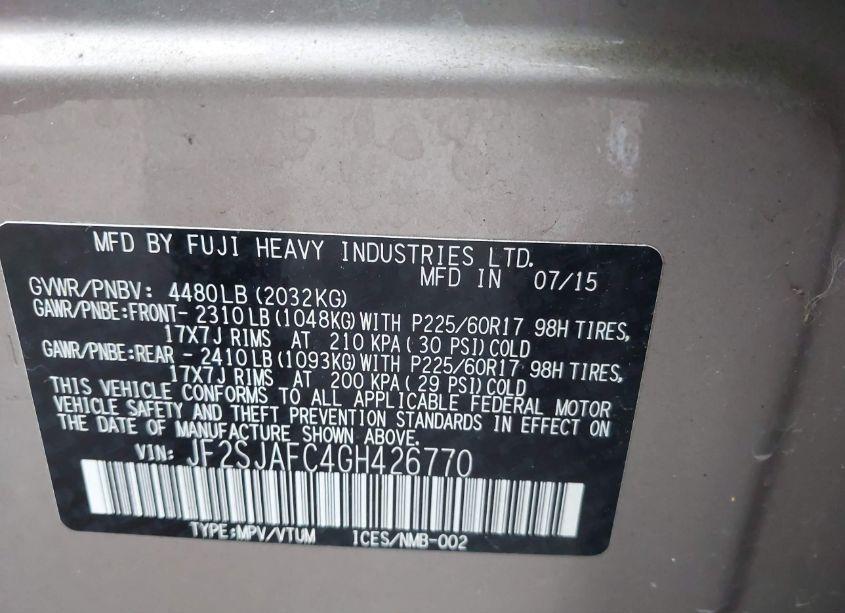 MFD BY FUJI HEAVY INDUSTRIES LTD.
MFD IN 07/15
GVWR/PNBV: 4480LB (2032KG)
GAWR/PNBE:FRONT- 2310LB (1048KG) WITH P225/60R17 98H TIRES,
17X7J RIMS AT 210 KPA ( 30 PSI) COLD
GAWR/PNBE:REAR - 2410LB (1093KG) WITH P225/60R17 98H TIRES,
17X7J RIMS AT 200 KPA ( 29 PSI) COLD
THIS VEHICLE CONFORMS TO ALL APPLICABLE FEDERAL MOTOR
VEHICLE SAFETY AND THEFT PREVENTION STANDARDS IN EFFECT ON
THE DATE OF MANUFACTURE SHOWN ABOVE.
VIN: JF2SJAFC4GH426770
TYPE:MPV/VTUM ICES/NMB-002